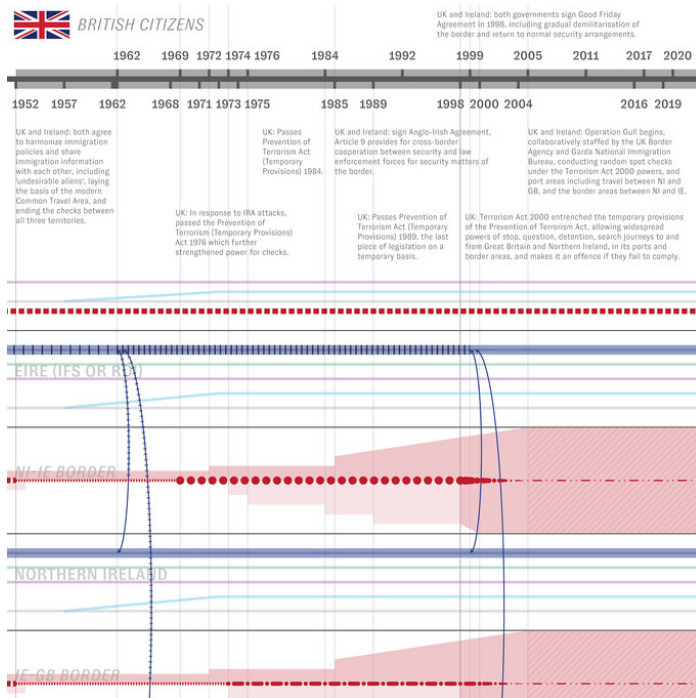 BRITISH CITIZENS
UK and Ireland: both governments sign Good Friday
Agreement in 1998, including gradual demilitarisation of
the border and return to normal security arrangements.
1962 1969 1972 1974 1976 1984 1992 1999 2005 2011 2017 2020
1952 1957 1962 1968 1971 1973 1975 1985 1989 1998 2000 2004 2016 2019
UK and Ireland: both agree
to harmonize immigration
policies and share
immigration information
with each other, including
'undesirable aliens', laying
the basis of the modern
Common Travel Area, and
ending the checks between
all three territories.
UK: In response to IRA attacks,
passed the Prevention of
Terrorism (Temporary Provisions)
Act 1976 which further
strengthened power for checks.
UK: Passes
Prevention of
Terrorism Act
(Temporary
Provisions) 1984.
UK and Ireland: sign Anglo-Irish Agreement,
Article 9 provides for cross-border
cooperation between security and law
enforcement forces for security matters of
the border.
UK: Passes Prevention of
Terrorism Act (Temporary
Provisions) 1989, the last
piece of legislation on a
temporary basis.
UK and Ireland: Operation Gull begins,
collaboratively staffed by the UK Border
Agency and Garda National Immigration
Bureau, conducting random spot checks
under the Terrorism Act 2000 powers, and
port areas including travel between NI and
GB, and the border areas between NI and IE.
UK: Terrorism Act 2000 entrenched the temporary provisions
of the Prevention of Terrorism Act, allowing widespread
powers of stop, question, detention, search journeys to and
from Great Britain and Northern Ireland, in its ports and
border areas, and makes it an offence if they fail to comply.
EIRE (IFS OR ROI)
NI-IE BORDER
NORTHERN IRELAND
IE-GB BORDER